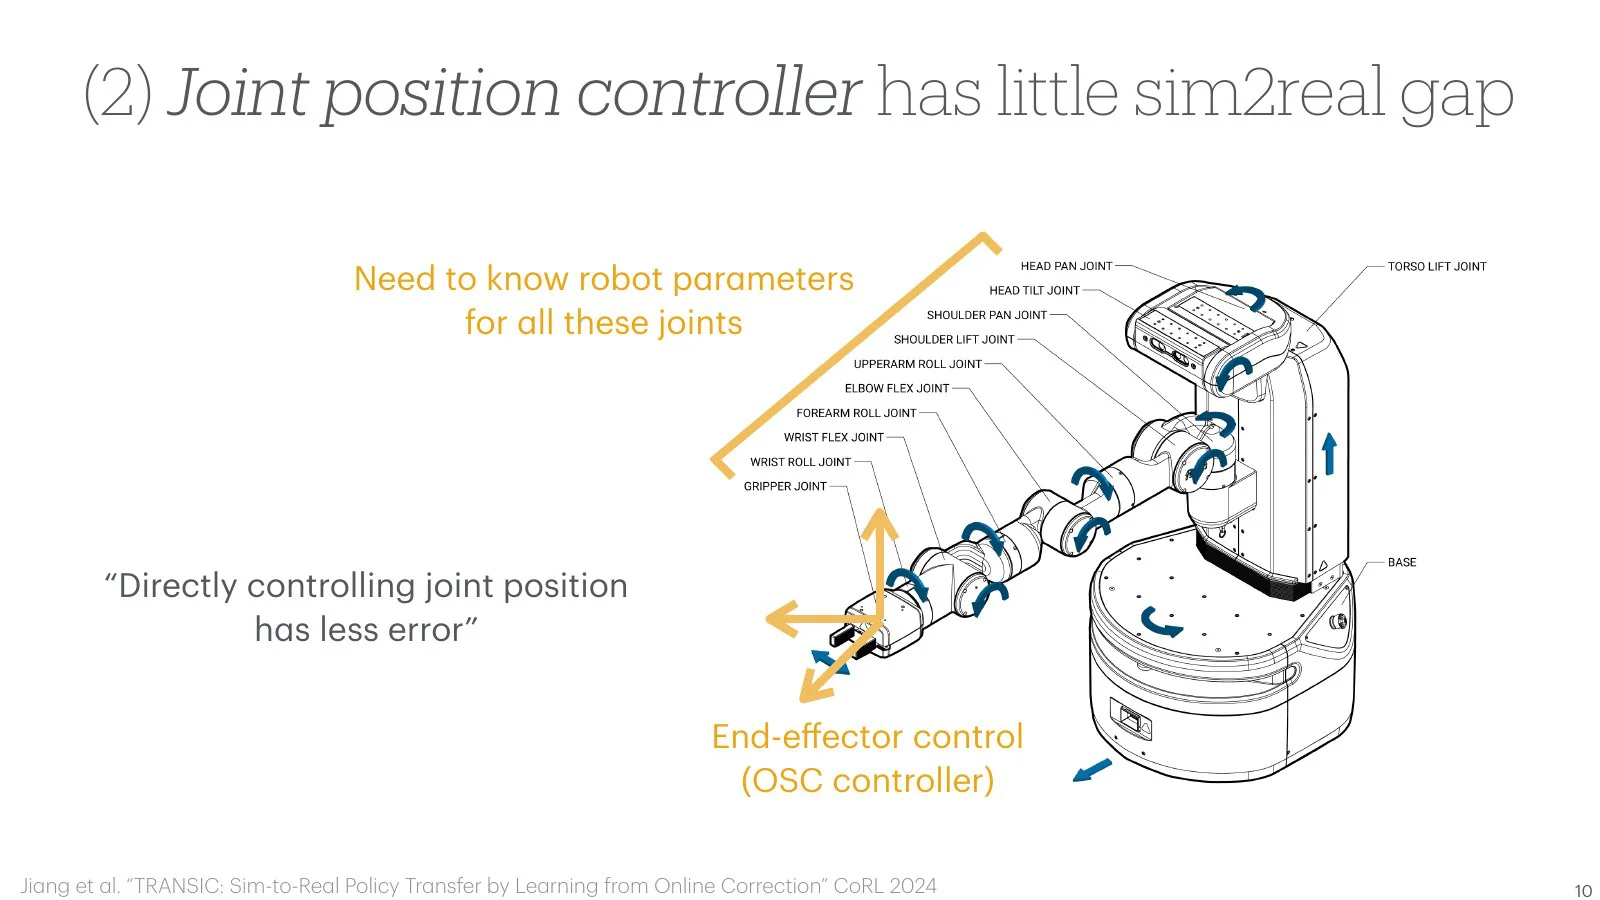 (2) Joint position controller has little sim2real gap
Need to know robot parameters
for all these joints
HEAD PAN JOINT
HEAD TILT JOINT
SHOULDER PAN JOINT
SHOULDER LIFT JOINT
UPPERARM ROLL JOINT
ELBOW FLEX JOINT
FOREARM ROLL JOINT
WRIST FLEX JOINT
WRIST ROLL JOINT
GRIPPER JOINT
TORSO LIFT JOINT
BASE
“Directly controlling joint position
has less error”
End-effector control
(OSC controller)
Jiang et al. “TRANSIC: Sim-to-Real Policy Transfer by Learning from Online Correction” CoRL 2024
10